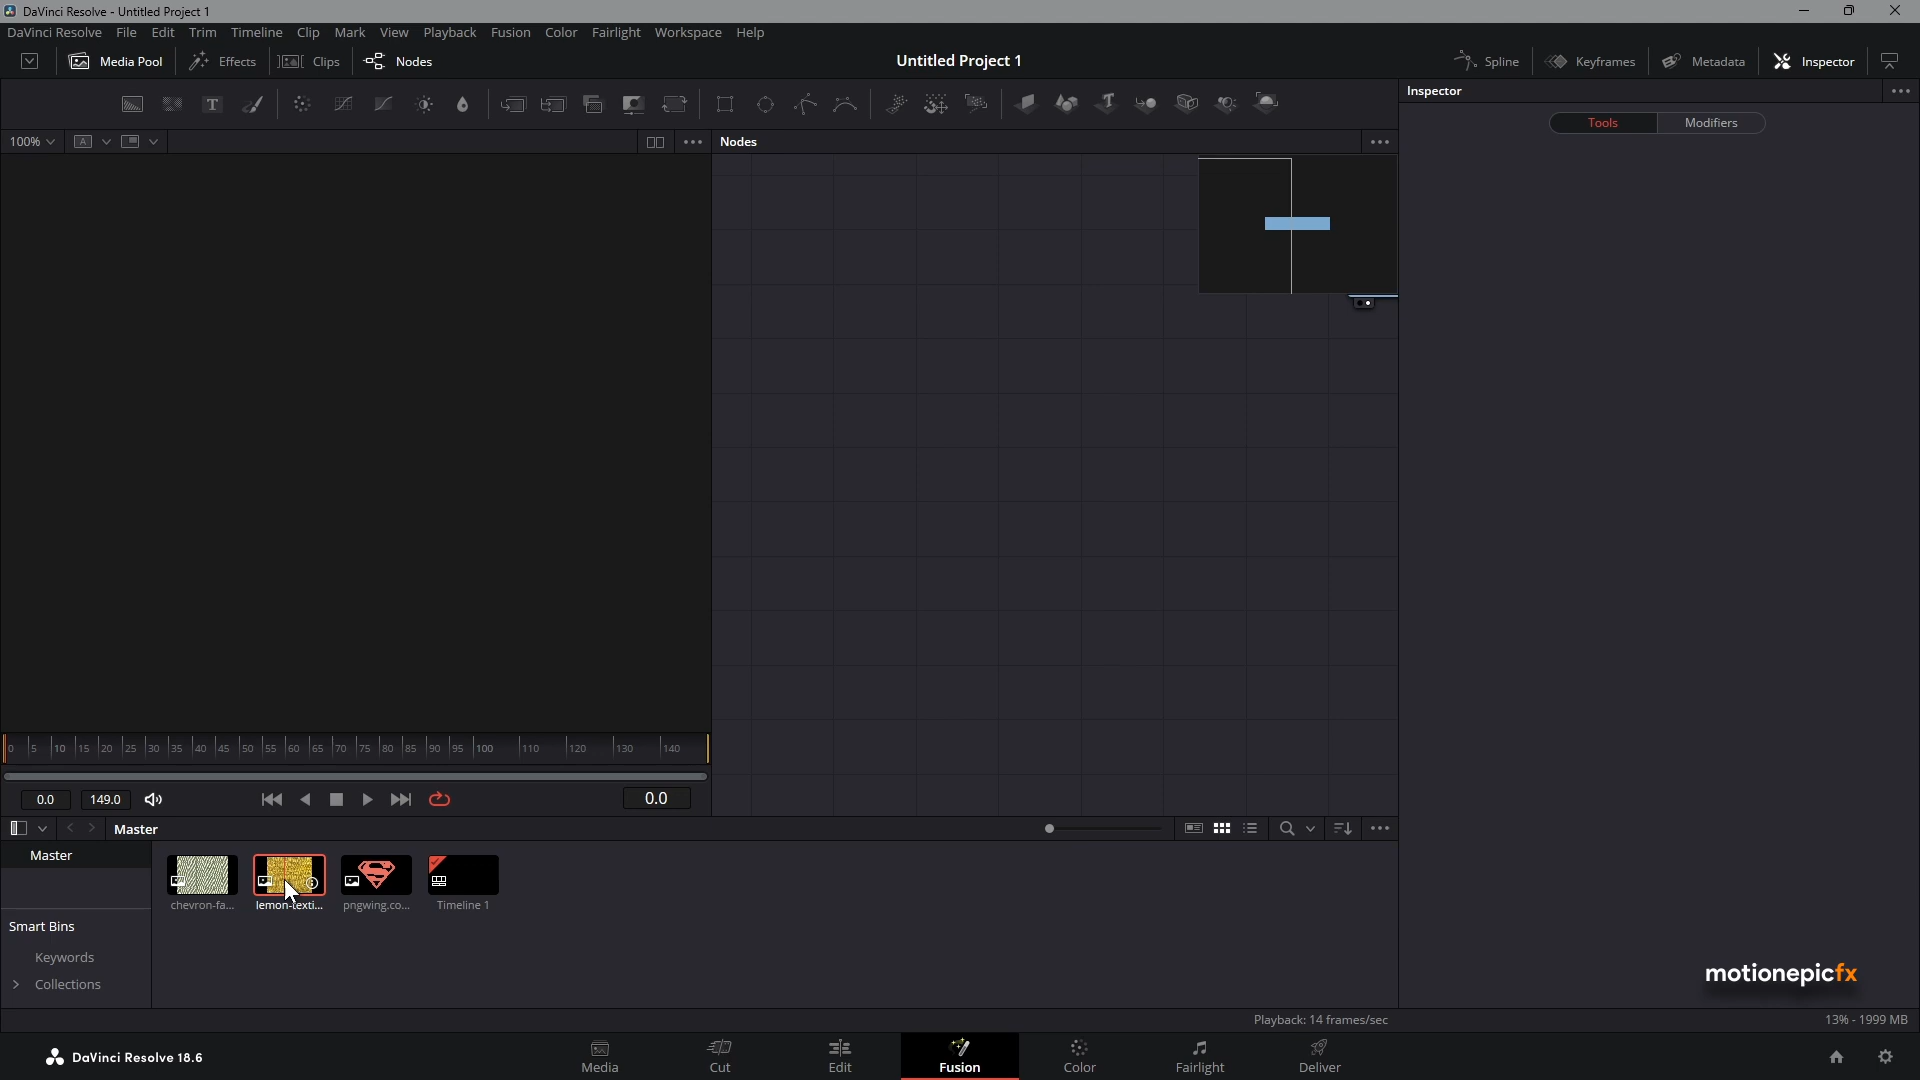 DaVinci Resolve - Untitled Project 1
DaVinci Resolve File Edit Trim Timeline Clip Mark View Playback Fusion Color Fairlight Workspace Help
Media Pool Effects Clips Nodes Untitled Project 1 Spline Keyframes Metadata Inspector
T T
Inspector
Tools Modifiers
100% A Nodes
0 5 10 15 20 25 30 35 40 45 50 55 60 65 70 75 80 85 90 95 100 110 120 130 140
0.0 149.0 0.0
Master
Master
Smart Bins
Keywords
Collections
chevron-fa... lemon-texti... pngwing.co... Timeline 1
motionepicfx
Playback: 14 frames/sec 13% - 1999 MB
DaVinci Resolve 18.6 Media Cut Edit Fusion Color Fairlight Deliver